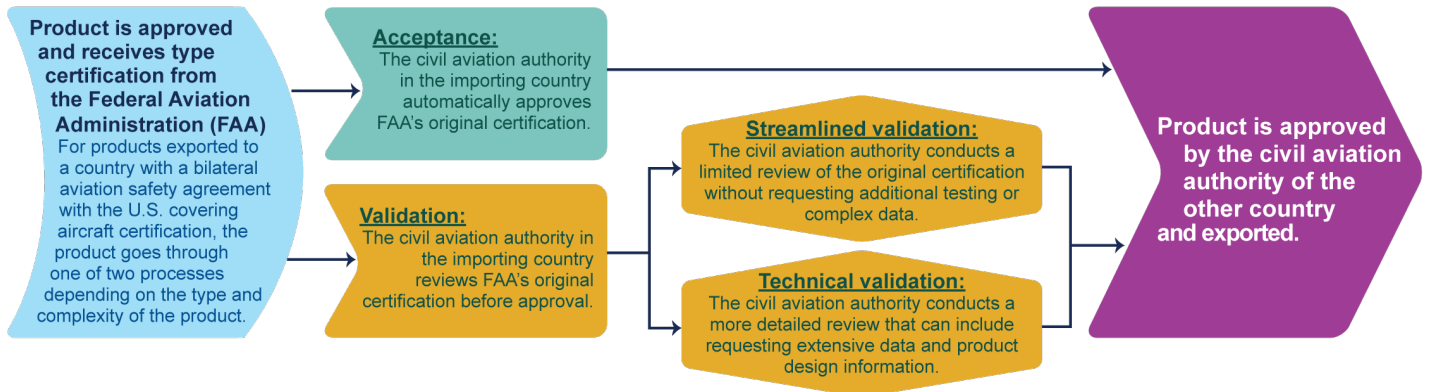 Product is approved
and receives type
certification from
the Federal Aviation
Administration (FAA)
For products exported to
a country with a bilateral
aviation safety agreement
with the U.S. covering
aircraft certification, the
product goes through
one of two processes
depending on the type and
complexity of the product.
Acceptance:
The civil aviation authority
in the importing country
automatically approves
FAA's original certification.
Validation:
The civil aviation authority in
the importing country
reviews FAA's original
certification before approval.
Streamlined validation:
The civil aviation authority conducts a
limited review of the original certification
without requesting additional testing or
complex data.
Technical validation:
The civil aviation authority conducts a
more detailed review that can include
requesting extensive data and product
design information.
Product is approved
by the civil aviation
authority of the
other country
and exported.